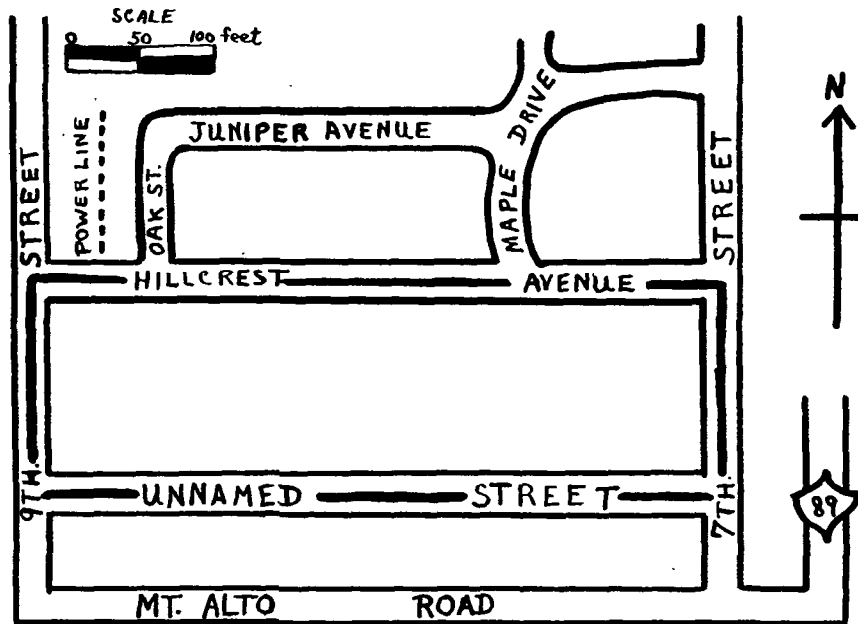 SCALE
0 50 100 feet
N
JUNIPER AVENUE
MAPLE DRIVE
POWER LINE
OAK ST.
9TH. STREET
7TH. STREET
HILLCREST AVENUE
UNNAMED STREET
89
MT. ALTO ROAD